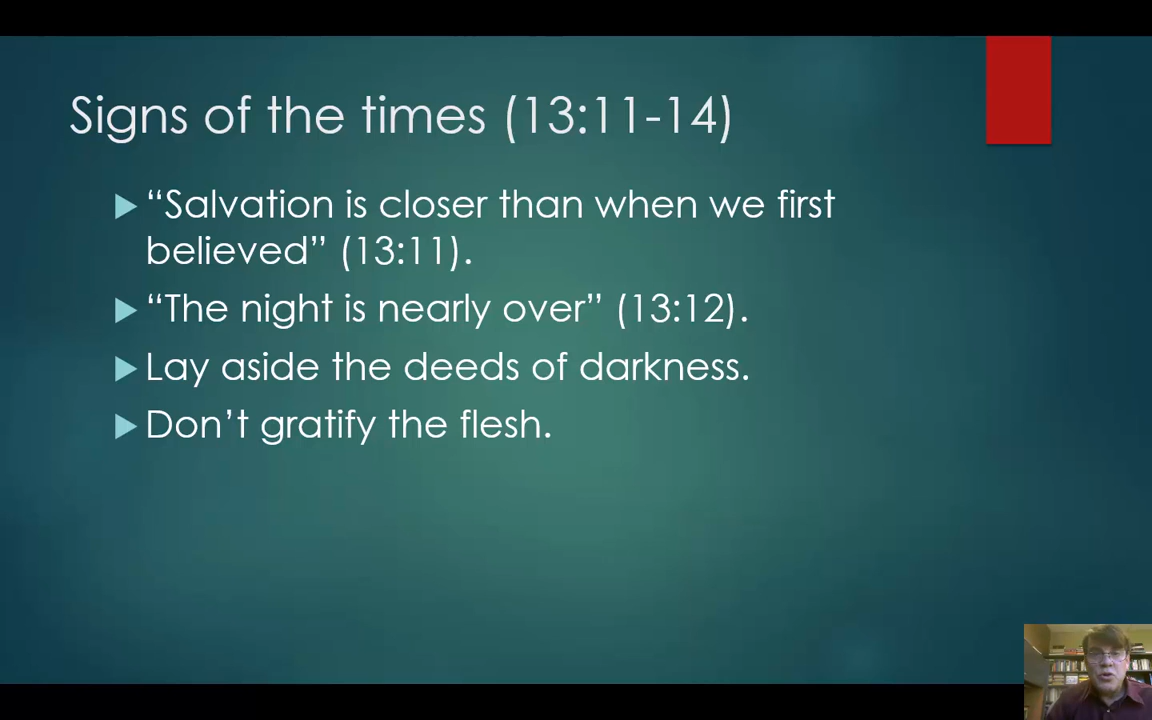 Signs of the times (13:11-14)
“Salvation is closer than when we first
believed” (13:11).
“The night is nearly over” (13:12).
Lay aside the deeds of darkness.
Don’t gratify the flesh.